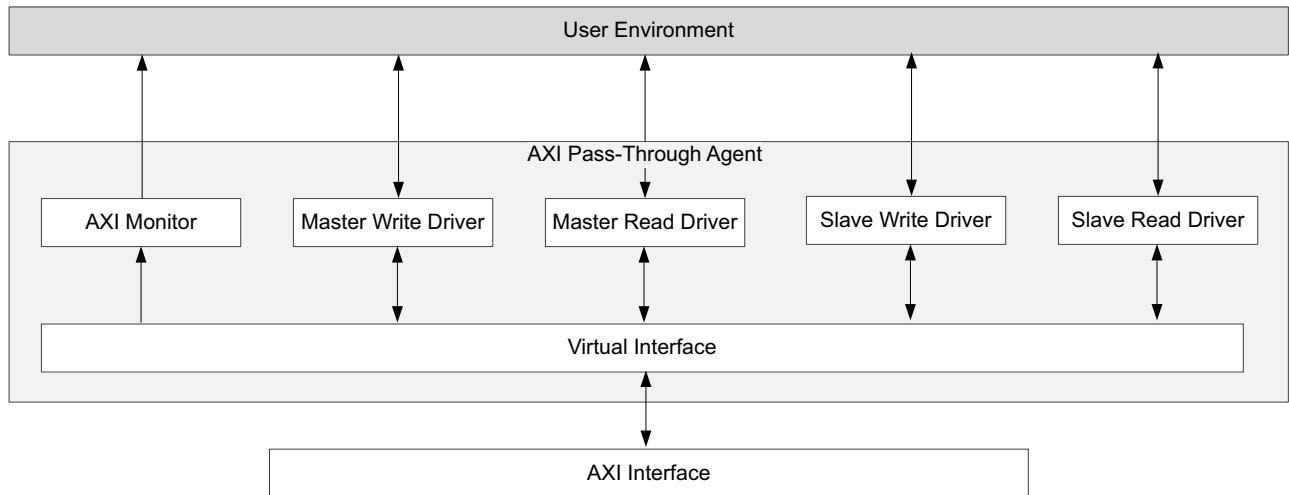 User Environment
AXI Pass-Through Agent
AXI Monitor
Master Write Driver
Master Read Driver
Slave Write Driver
Slave Read Driver
Virtual Interface
AXI Interface